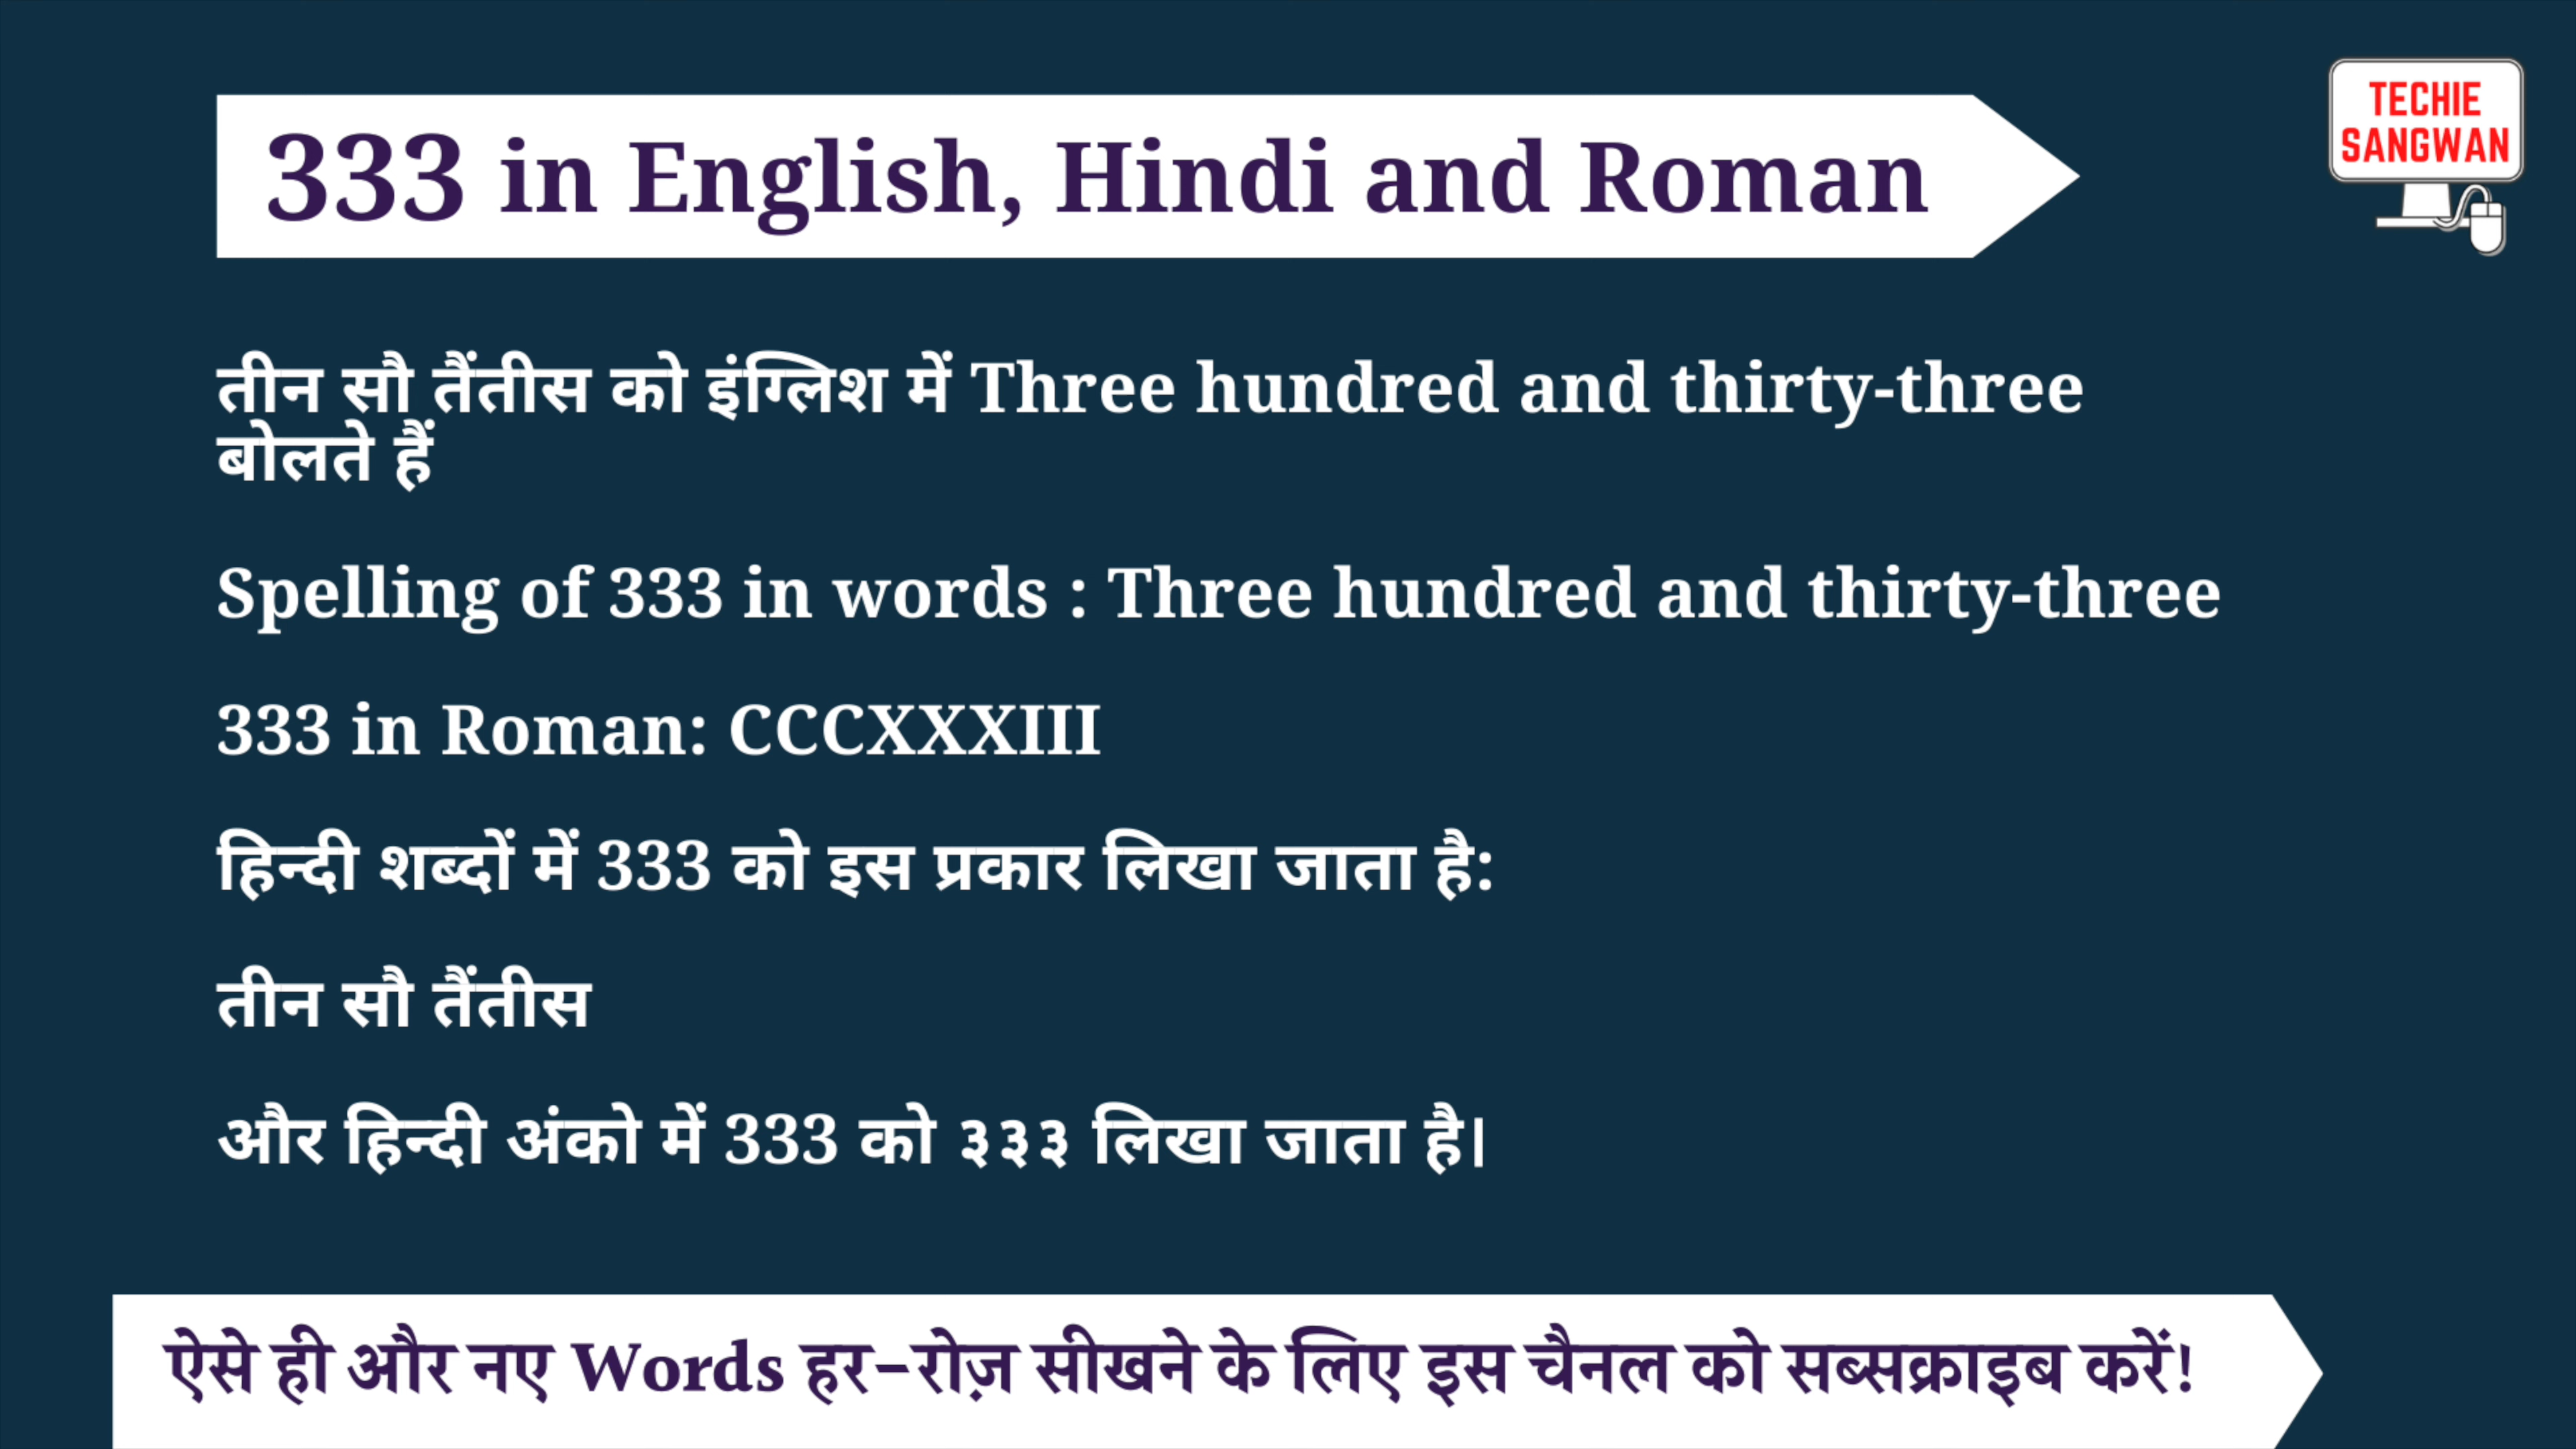 333 in English, Hindi and Roman
TECHIE
SANGWAN
तीन सौ तैंतीस को इंग्लिश में Three hundred and thirty-three
बोलते हैं
Spelling of 333 in words : Three hundred and thirty-three
333 in Roman: CCCXXXIII
हिन्दी शब्दों में 333 को इस प्रकार लिखा जाता है:
तीन सौ तैंतीस
और हिन्दी अंको में 333 को ३३३ लिखा जाता है।
ऐसे ही और नए Words हर-रोज़ सीखने के लिए इस चैनल को सब्सक्राइब करें!